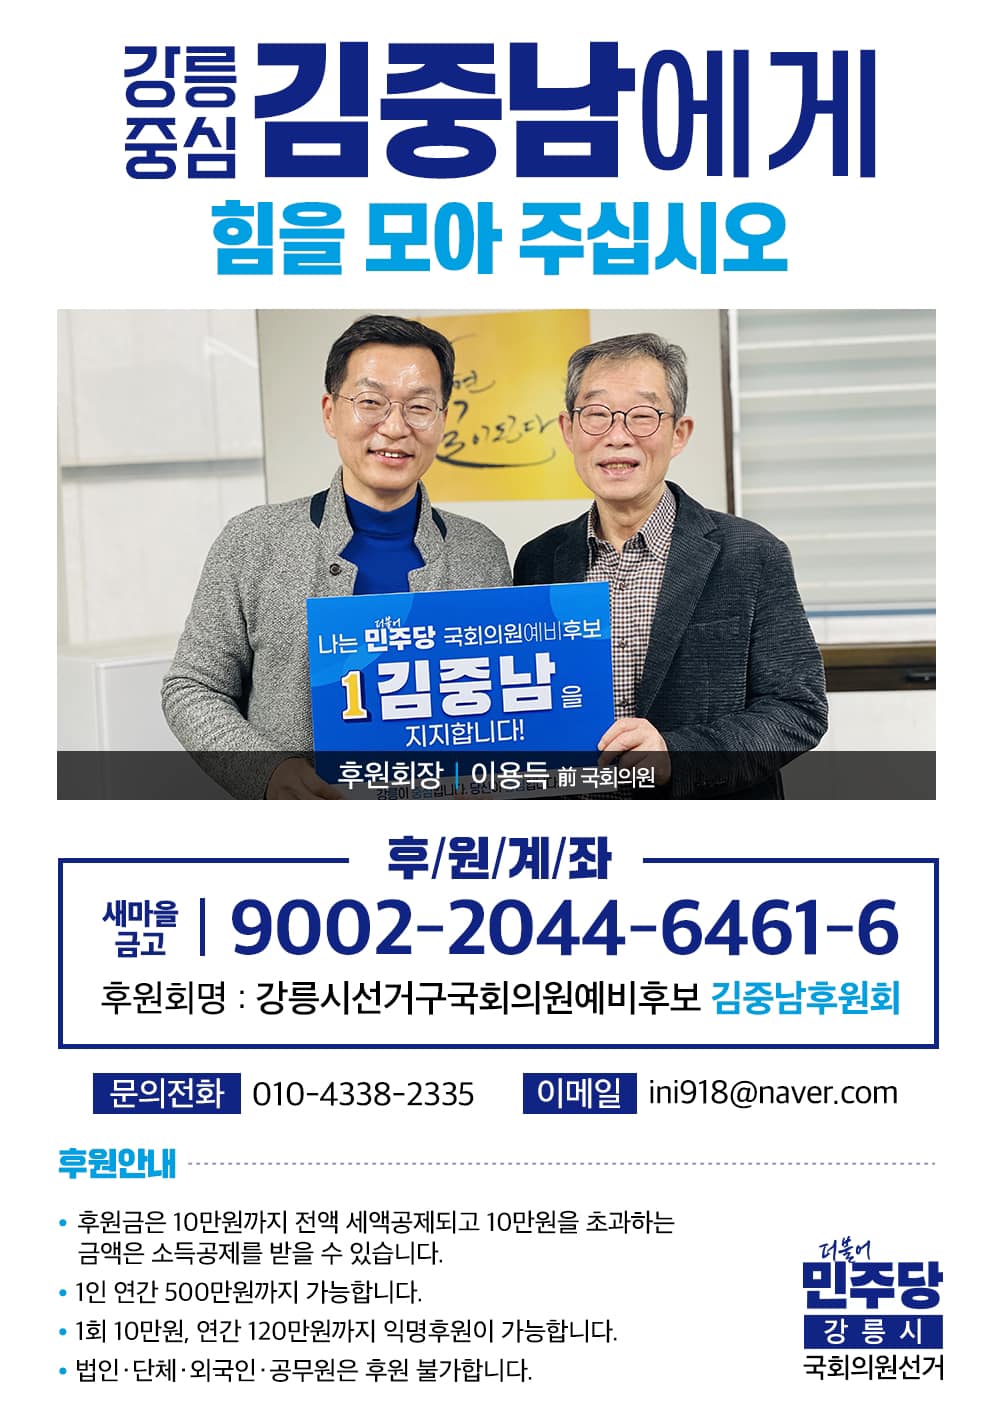 강릉
중심
김중남에게
힘을 모아 주십시오
이룬다
나는 더불어 민주당 국회의원예비후보
1 김중남을
지지합니다!
후원회장 | 이용득 前 국회의원
후/원/계/좌
새마을
금고
9002-2044-6461-6
후원회명 : 강릉시선거구국회의원예비후보 김중남후원회
문의전화 010-4338-2335 이메일 ini918@naver.com
후원안내
• 후원금은 10만원까지 전액 세액공제되고 10만원을 초과하는
금액은 소득공제를 받을 수 있습니다.
• 1인 연간 500만원까지 가능합니다.
• 1회 10만원, 연간 120만원까지 익명후원이 가능합니다.
• 법인·단체·외국인·공무원은 후원 불가합니다.
더불어
민주당
강릉시
국회의원선거